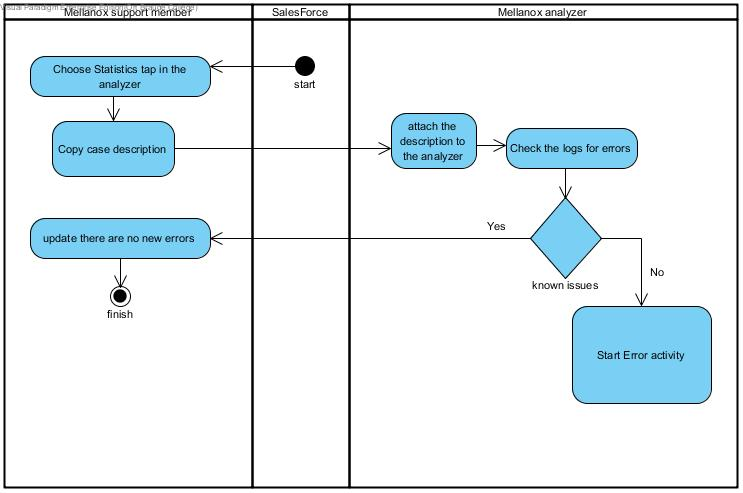 Mellanox support member
SalesForce
Mellanox analyzer
Choose Statistics tap in the
analyzer
start
Copy case description
attach the
description to
the analyzer
Check the logs for errors
update there are no new errors
Yes
known issues
No
finish
Start Error activity